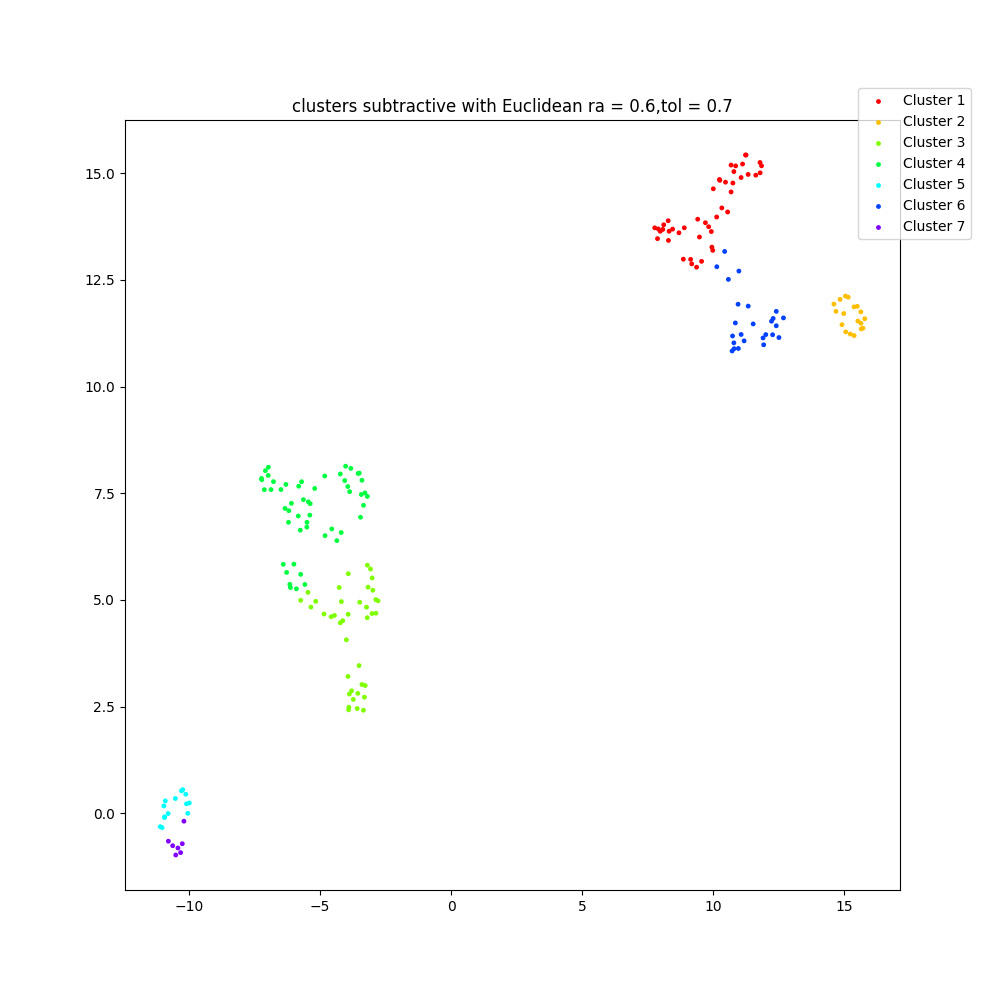 clusters subtractive with Euclidean ra = 0.6,tol = 0.7
Cluster 1
Cluster 2
Cluster 3
Cluster 4
Cluster 5
Cluster 6
Cluster 7
15.0
12.5
10.0
7.5
5.0
2.5
0.0
−10
−5
0
5
10
15